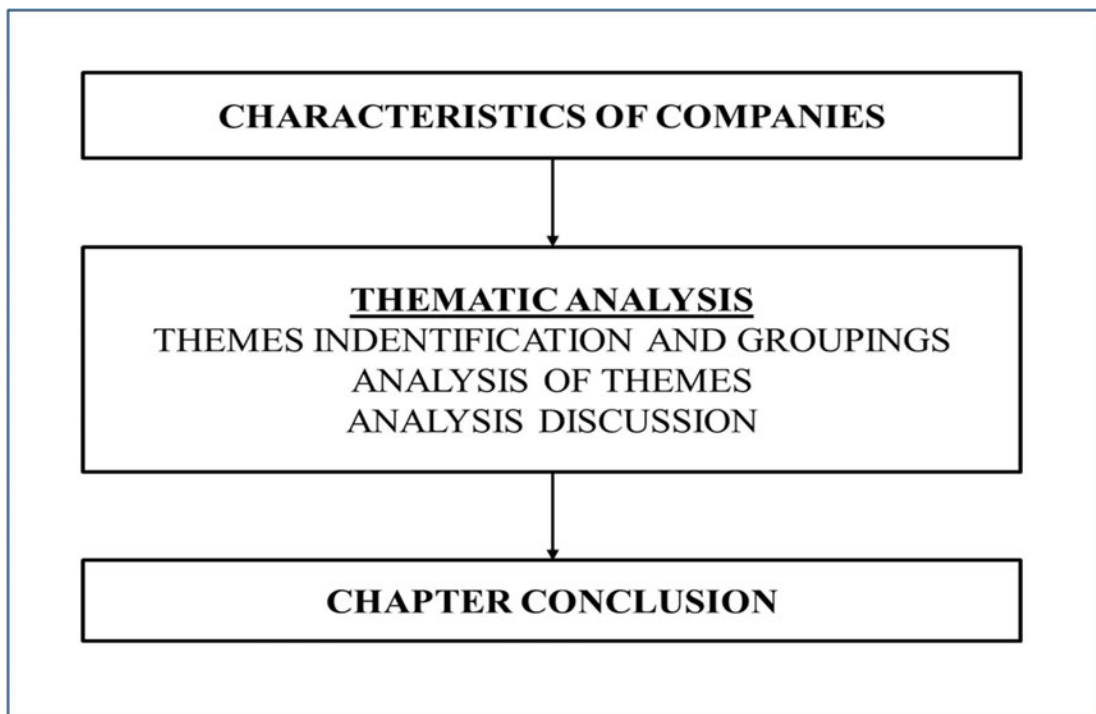 CHARACTERISTICS OF COMPANIES
THEMATIC ANALYSIS
THEMES INDENTIFICATION AND GROUPINGS
ANALYSIS OF THEMES
ANALYSIS DISCUSSION
CHAPTER CONCLUSION